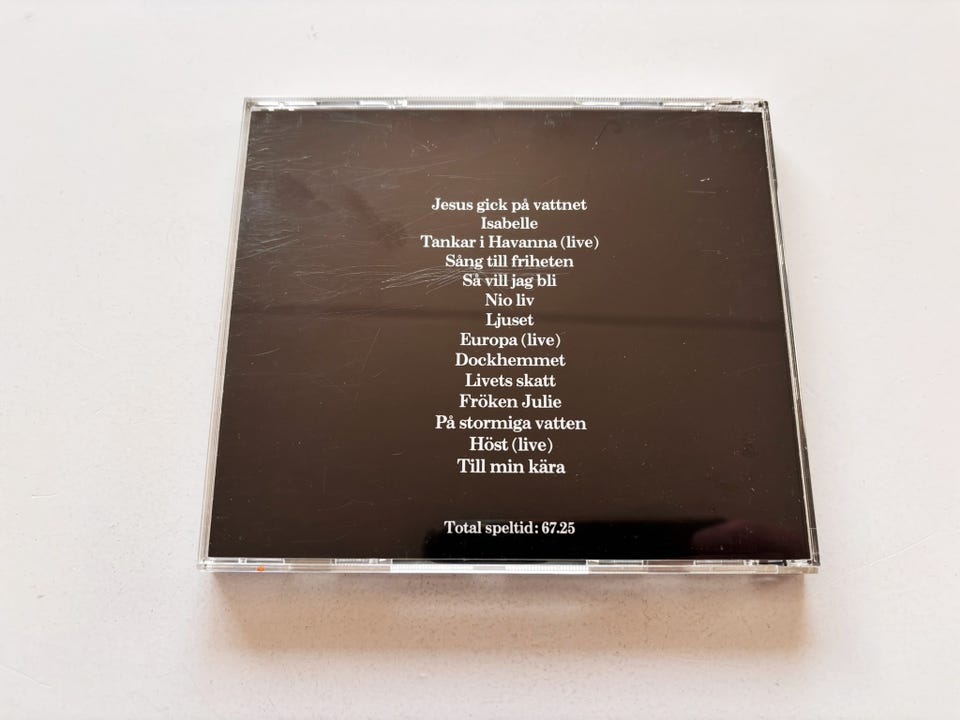 Jesus gick på vattnet
Isabelle
Tankar i Havanna (live)
Sång till friheten
Så vill jag bli
Nio liv
Ljuset
Europa (live)
Dockhemmet
Livets skatt
Fröken Julie
På stormiga vatten
Höst (live)
Till min kära
Total speltid: 67.25